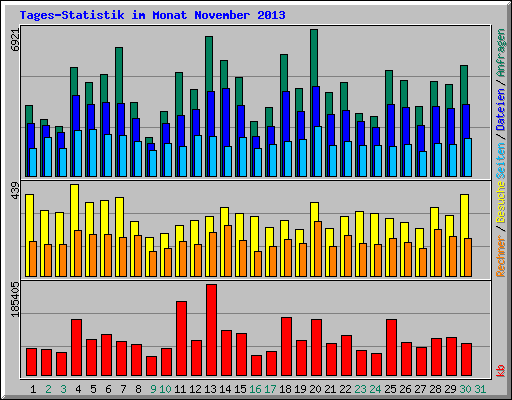 Tages-Statistik im Monat November 2013
6921
439
185405
Rechner / Besuche Seiten / Dateien / Anfragen
kb
1 2 3 4 5 6 7 8 9 10 11 12 13 14 15 16 17 18 19 20 21 22 23 24 25 26 27 28 29 30 31